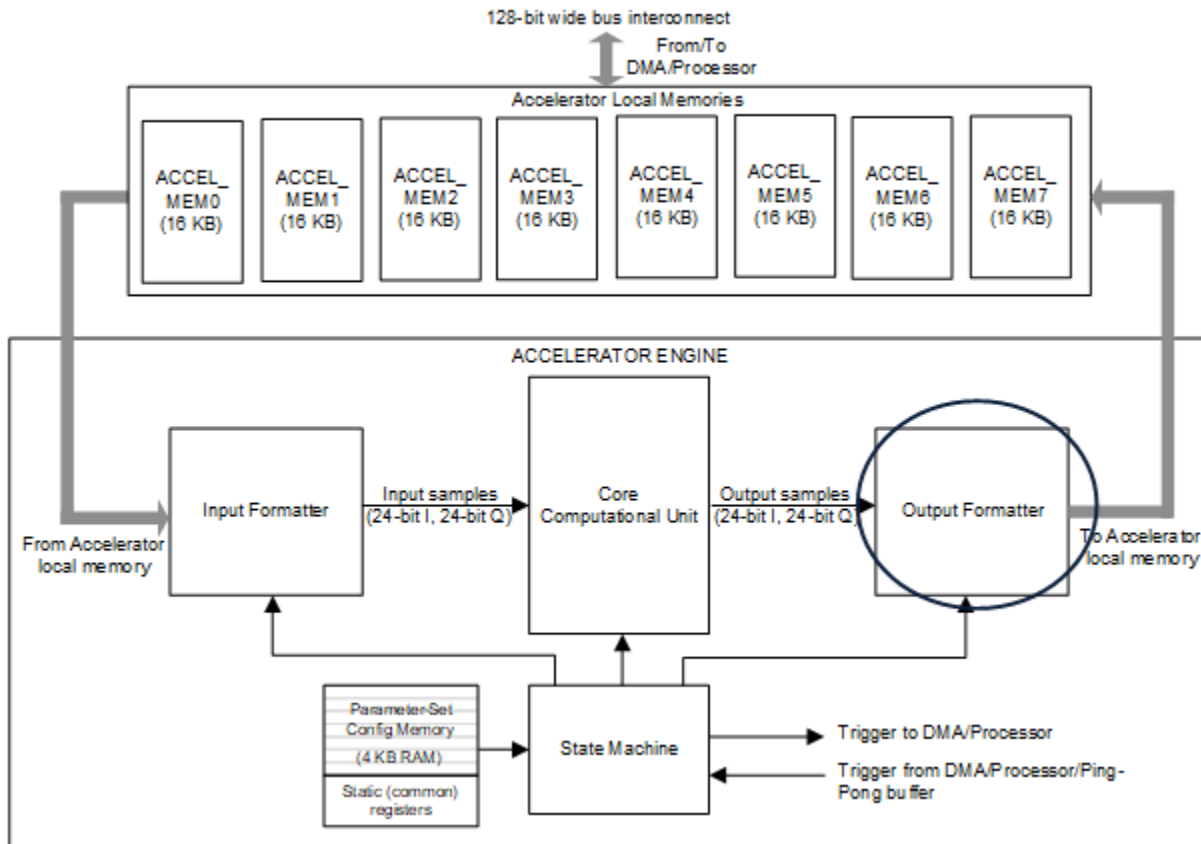 128-bit wide bus interconnect
From/To
DMA/Processor
Accelerator Local Memories
ACCEL_
MEM0
(16 KB)
ACCEL_
MEM1
(16 KB)
ACCEL_
MEM2
(16 KB)
ACCEL_
MEM3
(16 KB)
ACCEL_
MEM4
(16 KB)
ACCEL_
MEM5
(16 KB)
ACCEL_
MEM6
(16 KB)
ACCEL_
MEM7
(16 KB)
ACCELERATOR ENGINE
Input Formatter
Input samples
(24-bit I, 24-bit Q)
Core
Computational Unit
Output samples
(24-bit I, 24-bit Q)
Output Formatter
From Accelerator
local memory
To Accelerator
local memory
Parameter-Set
Config Memory
(4 KB RAM)
Static (common)
registers
State Machine
Trigger to DMA/Processor
Trigger from DMA/Processor/Ping-
Pong buffer